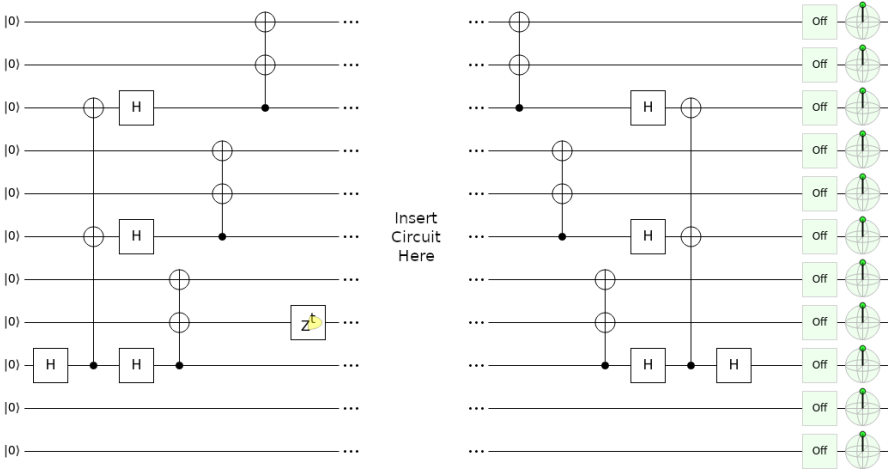 |0⟩ ... ...  Off
|0⟩ ... ... Off
|0⟩ H ... ... H Off
|0⟩ ... ... Off
|0⟩ ... ... Off
|0⟩ H ... ... H Off
|0⟩ ... ... Off
|0⟩ Zᵗ ... ... Off
|0⟩ H H ... ... H H Off
|0⟩ ... ... Off
|0⟩ ... ... Off
Insert
Circuit
Here